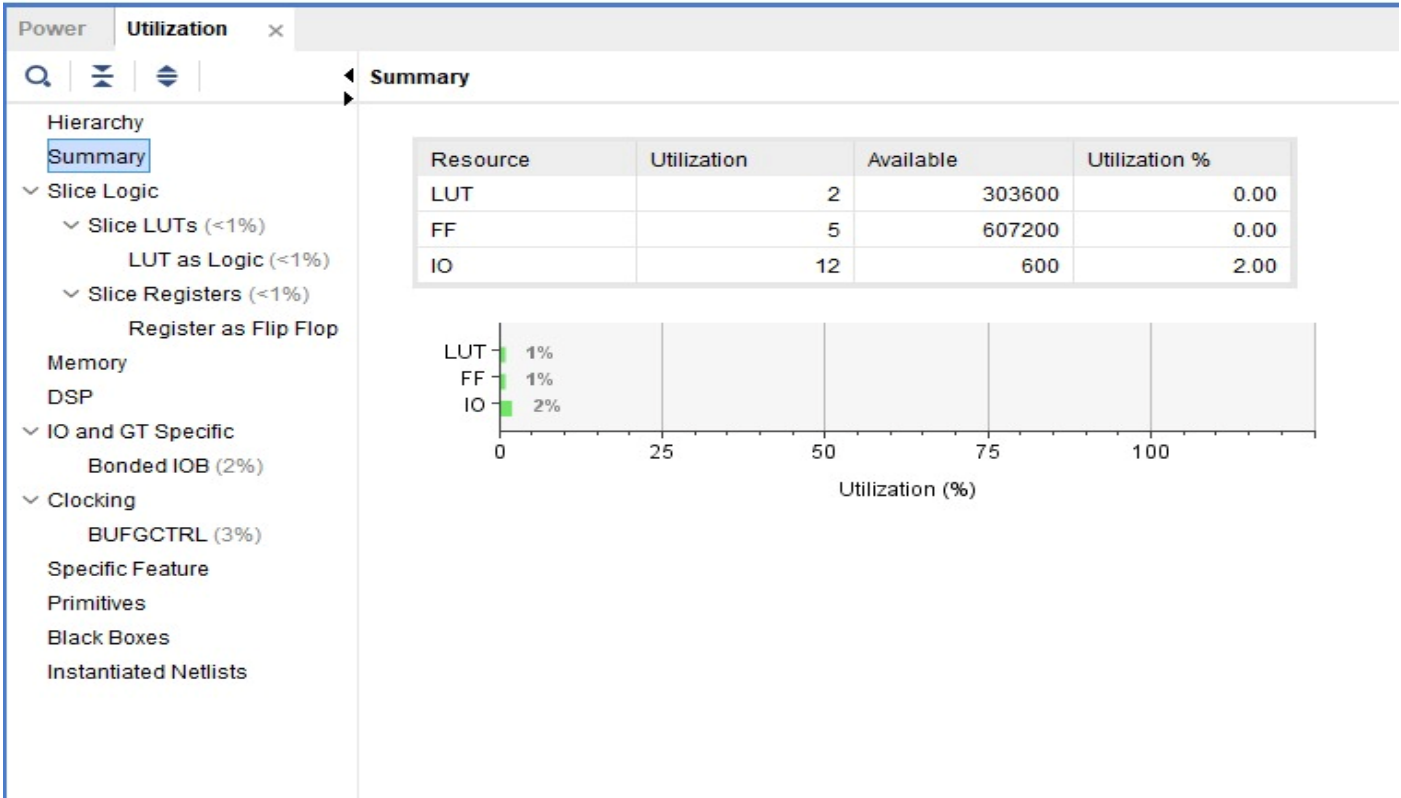 Power Utilization ×
Summary
Hierarchy
Summary
Slice Logic
Slice LUTs (<1%)
LUT as Logic (<1%)
Slice Registers (<1%)
Register as Flip Flop
Memory
DSP
IO and GT Specific
Bonded IOB (2%)
Clocking
BUFGCTRL (3%)
Specific Feature
Primitives
Black Boxes
Instantiated Netlists
Resource Utilization Available Utilization %
LUT 2 303600 0.00
FF 5 607200 0.00
IO 12 600 2.00
LUT 1%
FF 1%
IO 2%
0 25 50 75 100
Utilization (%)